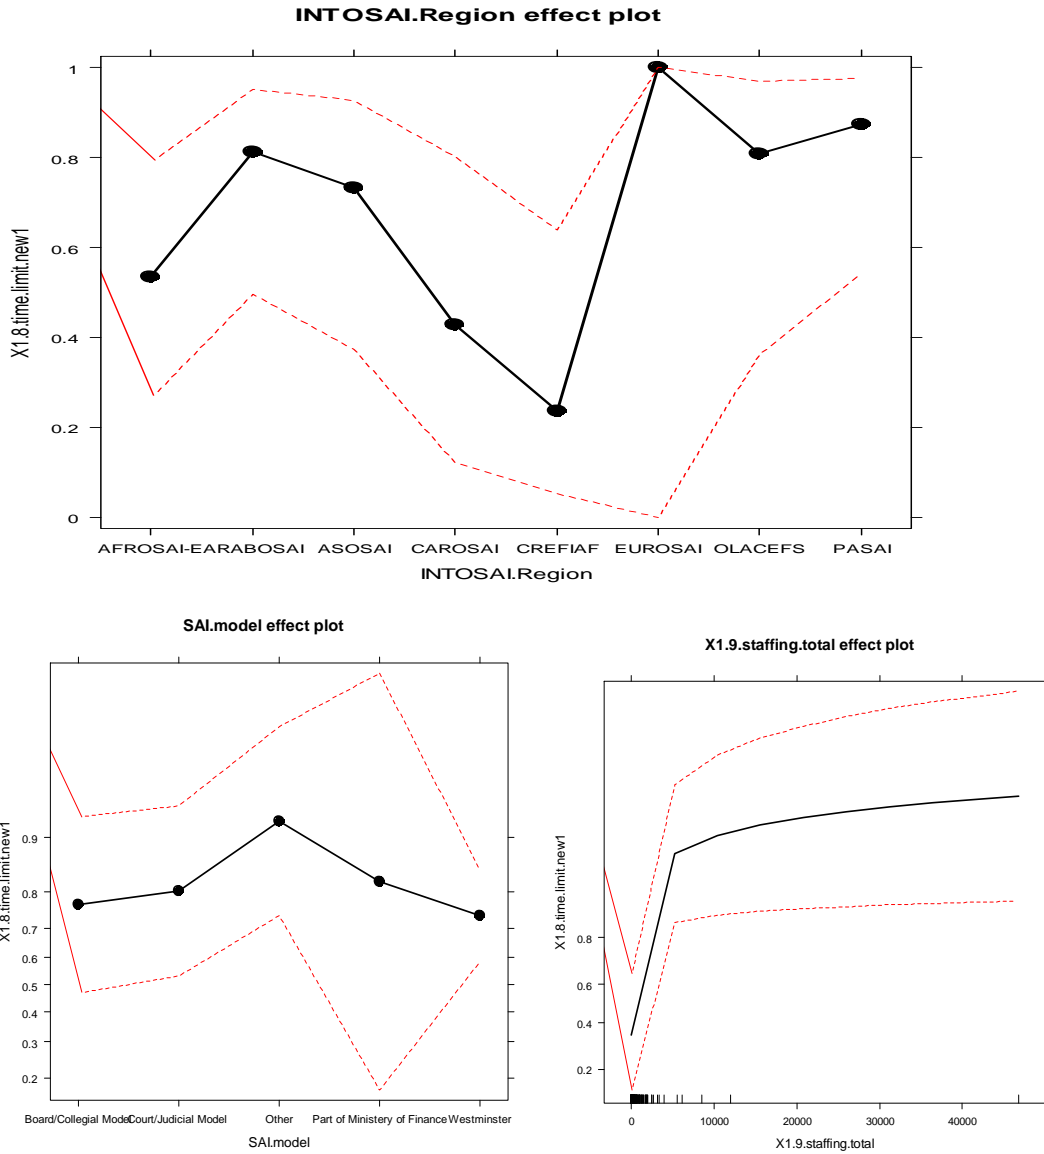 INTOSAI.Region effect plot
1
0.8
0.6
0.4
0.2
0
X1.8.time.limit.new1
AFROSAI-EARABOSAI ASOSAI CAROSAI CREFIAF EUROSAI OLACEFS PASAI
INTOSAI.Region
SAI.model effect plot
0.9
0.8
0.7
0.6
0.5
0.4
0.3
0.2
X1.8.time.limit.new1
Board/Collegial Model Court/Judicial Model Other Part of Ministry of Finance Westminster
SAI.model
X1.9.staffing.total effect plot
0.8
0.6
0.4
0.2
X1.8.time.limit.new1
0 10000 20000 30000 40000
X1.9.staffing.total